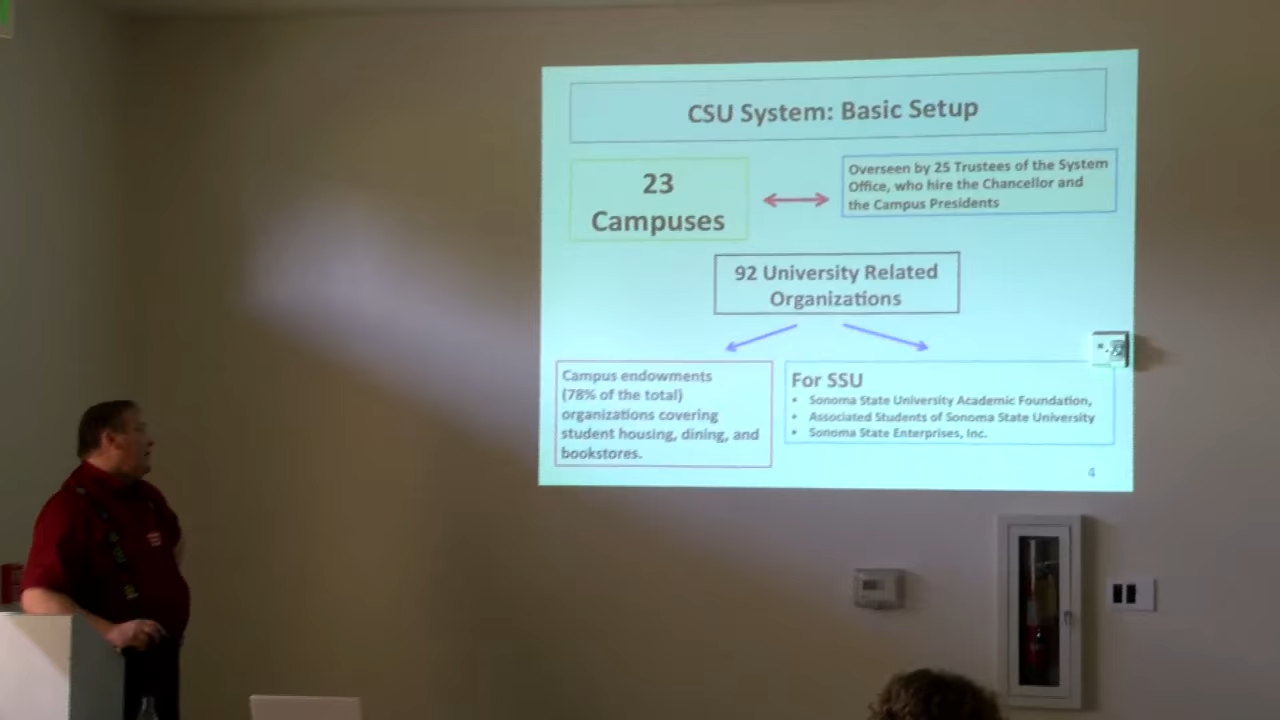 CSU System: Basic Setup
23
Campuses
Overseen by 25 Trustees of the System
Office, who hire the Chancellor and
the Campus Presidents
92 University Related
Organizations
Campus endowments
(78% of the total)
organizations covering
student housing, dining, and
bookstores.
For SSU
• Sonoma State University Academic Foundation,
• Associated Students of Sonoma State University
• Sonoma State Enterprises, Inc.
4